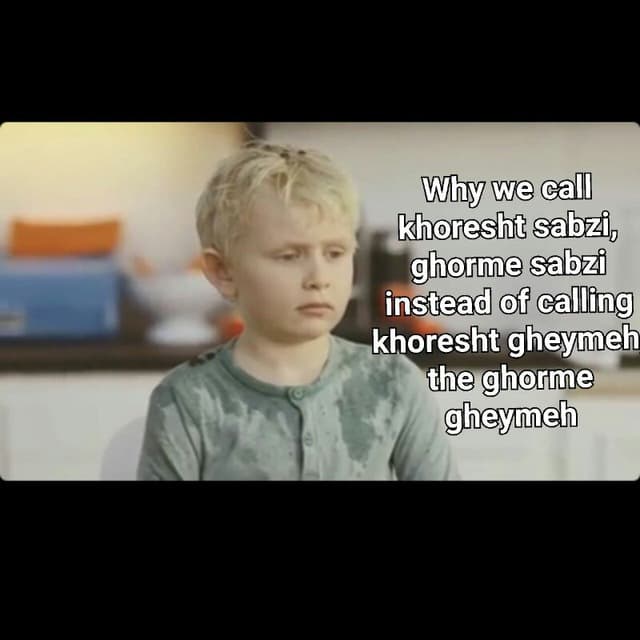 Why we call
khoresht sabzi,
ghorme sabzi
instead of calling
khoresht gheymeh
the ghorme
gheymeh